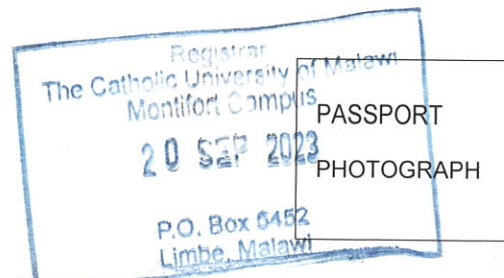 Registrar
The Catholic University of Malawi
Montfort Campus
20 SEP 2023
P.O. Box 5452
Limbe, Malawi
PASSPORT
PHOTOGRAPH